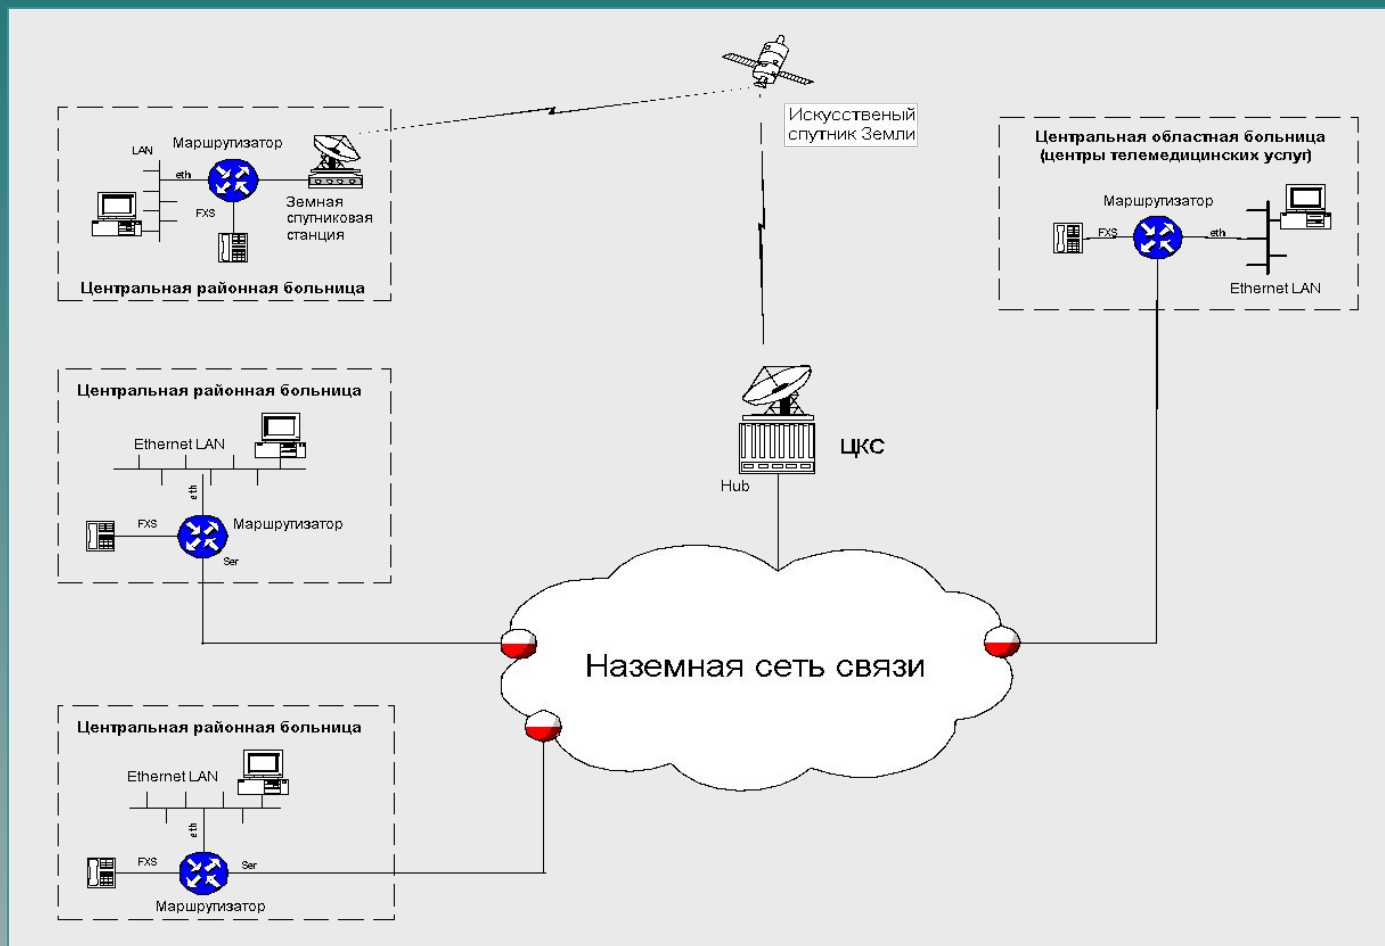 Искусственый
спутник Земли
LAN
Маршрутизатор
eth
FXS
Земная
спутниковая
станция
Центральная районная больница
Центральная областная больница
(центры телемедицинских услуг)
Маршрутизатор
FXS
eth
Ethernet LAN
Центральная районная больница
Ethernet LAN
eth
FXS
Маршрутизатор
Ser
ЦКС
Hub
Наземная сеть связи
Центральная районная больница
Ethernet LAN
eth
FXS
Ser
Маршрутизатор